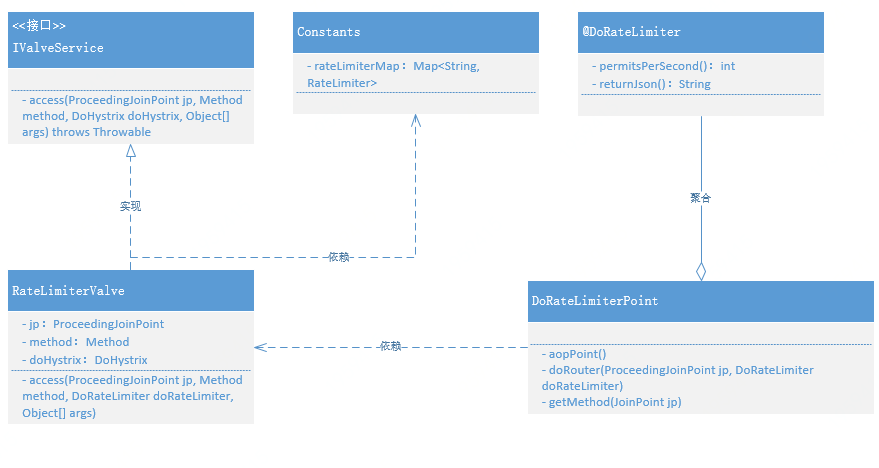 <<接口>>
IValveService
- access(ProceedingJoinPoint jp, Method
method, DoHystrix doHystrix, Object[]
args) throws Throwable
Constants
- rateLimiterMap：Map<String,
RateLimiter>
@DoRateLimiter
- permitsPerSecond()：int
- returnJson()：String
实现
依赖
聚合
RateLimiterValve
- jp：ProceedingJoinPoint
- method：Method
- doHystrix：DoHystrix
- access(ProceedingJoinPoint jp, Method
method, DoRateLimiter doRateLimiter,
Object[] args)
依赖
DoRateLimiterPoint
- aopPoint()
- doRouter(ProceedingJoinPoint jp, DoRateLimiter
doRateLimiter)
- getMethod(JoinPoint jp)